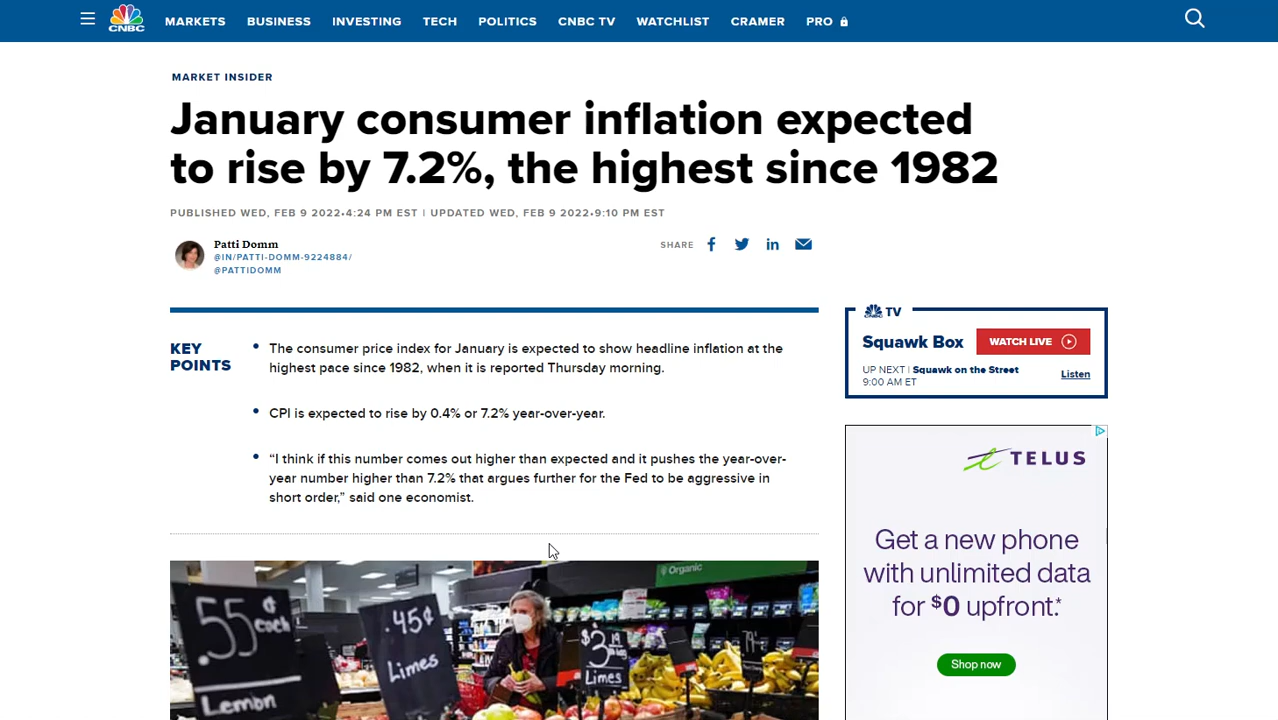 CNBC
MARKETS BUSINESS INVESTING TECH POLITICS CNBC TV WATCHLIST CRAMER PRO
MARKET INSIDER
January consumer inflation expected
to rise by 7.2%, the highest since 1982
PUBLISHED WED, FEB 9 2022•4:24 PM EST | UPDATED WED, FEB 9 2022•9:10 PM EST
Patti Domm
@IN/PATTI-DOMM-9224884/
@PATTIDOMM
SHARE
KEY
POINTS
The consumer price index for January is expected to show headline inflation at the
highest pace since 1982, when it is reported Thursday morning.
CPI is expected to rise by 0.4% or 7.2% year-over-year.
“I think if this number comes out higher than expected and it pushes the year-over-
year number higher than 7.2% that argues further for the Fed to be aggressive in
short order,” said one economist.
CNBC TV
Squawk Box
WATCH LIVE
UP NEXT | Squawk on the Street
9:00 AM ET
Listen
TELUS
Get a new phone
with unlimited data
for $0 upfront.*
Shop now
Organic
.55¢ each
Lemon
.45¢
Limes
$3
Limes